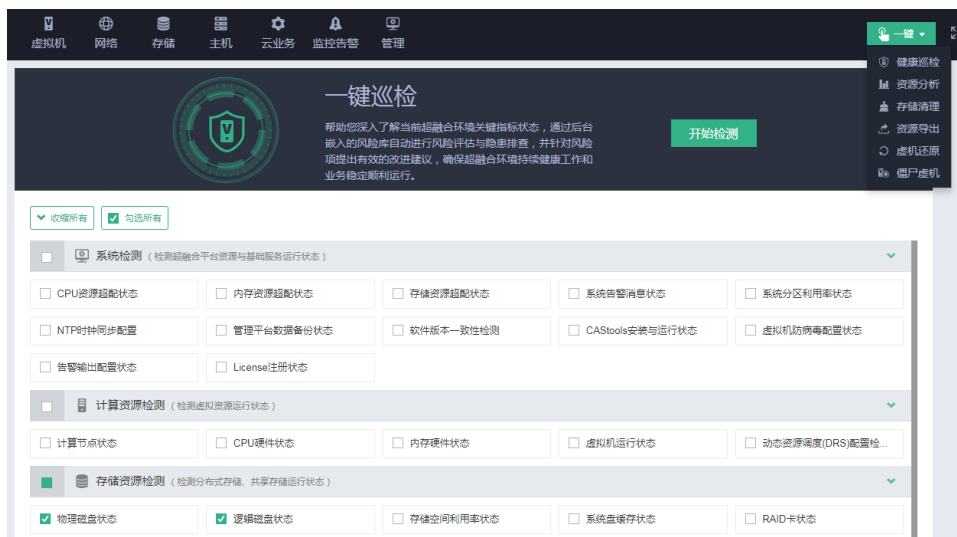 虚拟机 网络 存储 主机 云业务 监控告警 管理
一键
健康巡检
资源分析
存储清理
资源导出
虚机还原
僵尸虚机
一键巡检
帮助您深入了解当前超融合环境关键指标状态，通过后台
嵌入的风险库自动进行风险评估与隐患排查，并针对风险
项提出有效的改进建议，确保超融合环境持续健康工作和
业务稳定顺利运行。
开始检测
收缩所有 勾选所有
系统检测（检测超融合平台资源与基础服务运行状态）
CPU资源超配状态 内存资源超配状态 存储资源超配状态 系统告警消息状态 系统分区利用率状态
NTP时钟同步配置 管理平台数据备份状态 软件版本一致性检测 CAStools安装与运行状态 虚拟机防病毒配置状态
告警输出配置状态 License注册状态
计算资源检测（检测虚拟资源运行状态）
计算节点状态 CPU硬件状态 内存硬件状态 虚拟机运行状态 动态资源调度(DRS)配置检...
存储资源检测（检测分布式存储、共享存储运行状态）
物理磁盘状态 逻辑磁盘状态 存储空间利用率状态 系统盘缓存状态 RAID卡状态